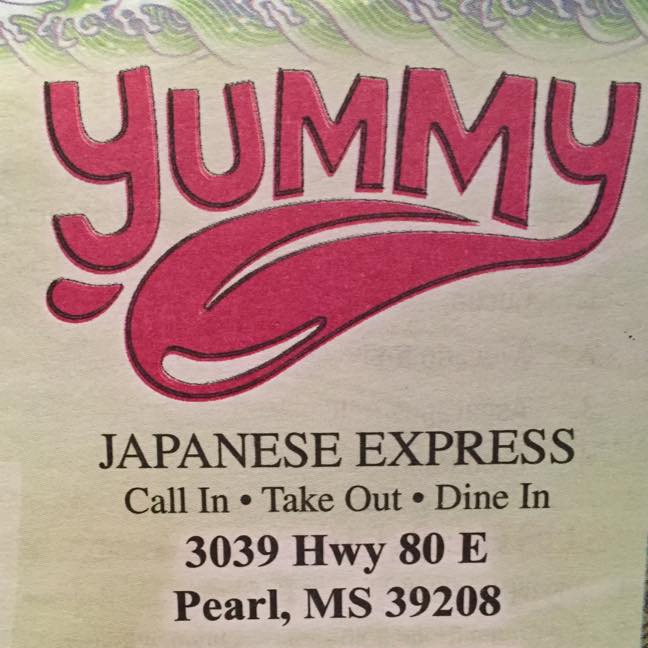 YUMMY
JAPANESE EXPRESS
Call In • Take Out • Dine In
3039 Hwy 80 E
Pearl, MS 39208